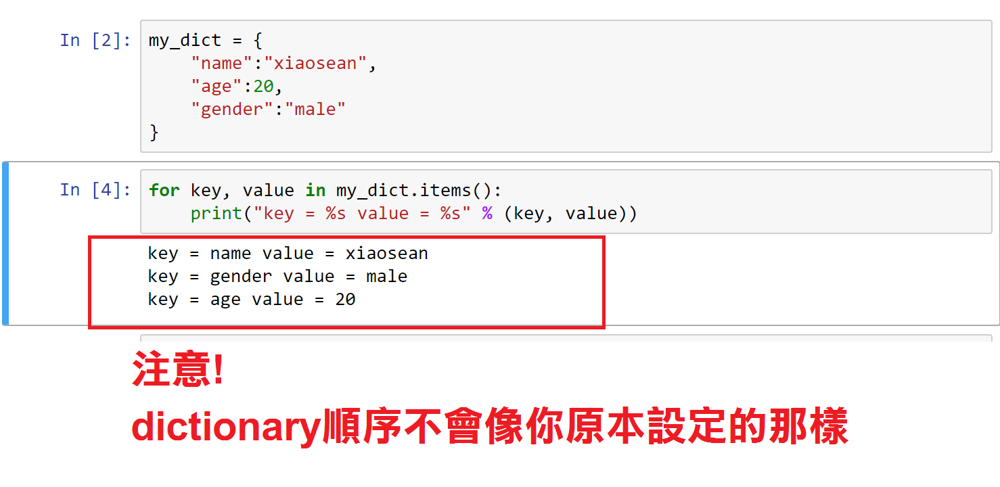 In [2]:
my_dict = {
    "name":"xiaosean",
    "age":20,
    "gender":"male"
}
In [4]:
for key, value in my_dict.items():
    print("key = %s value = %s" % (key, value))
key = name value = xiaosean
key = gender value = male
key = age value = 20
注意!
dictionary順序不會像你原本設定的那樣